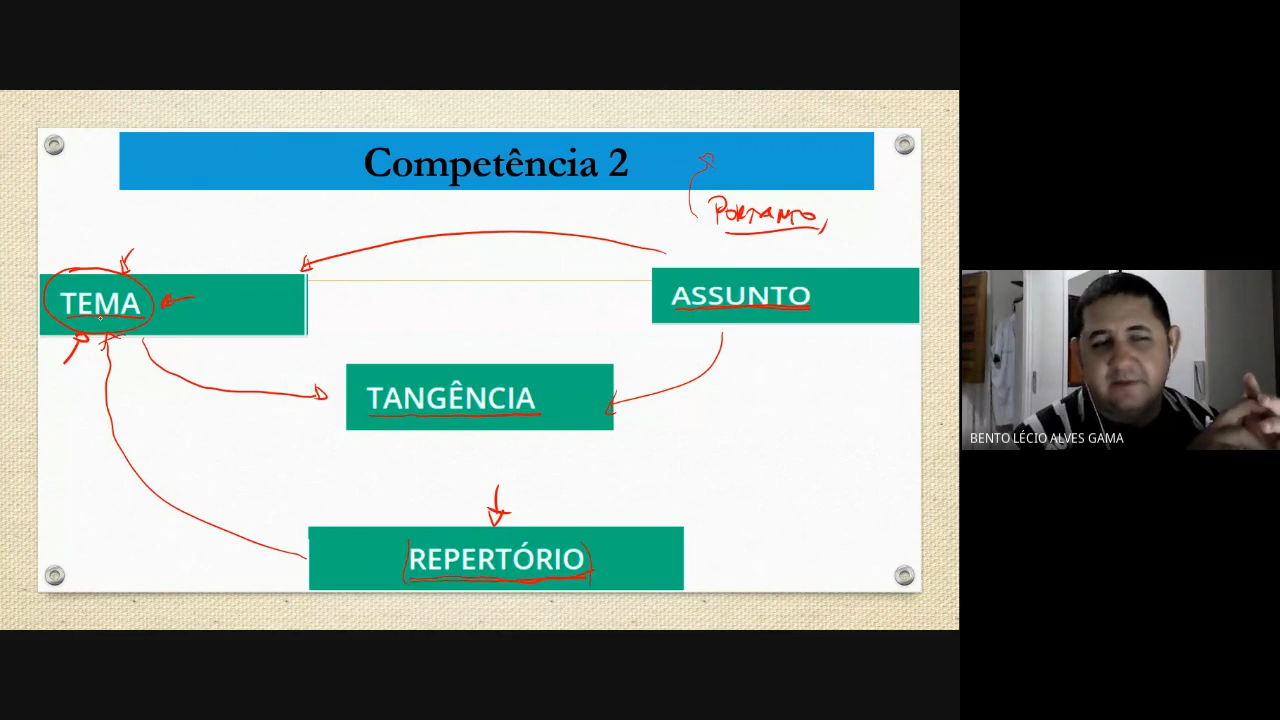 Competência 2
PORTANTO,
TEMA
ASSUNTO
TANGÊNCIA
REPERTÓRIO
BENTO LÉCIO ALVES GAMA